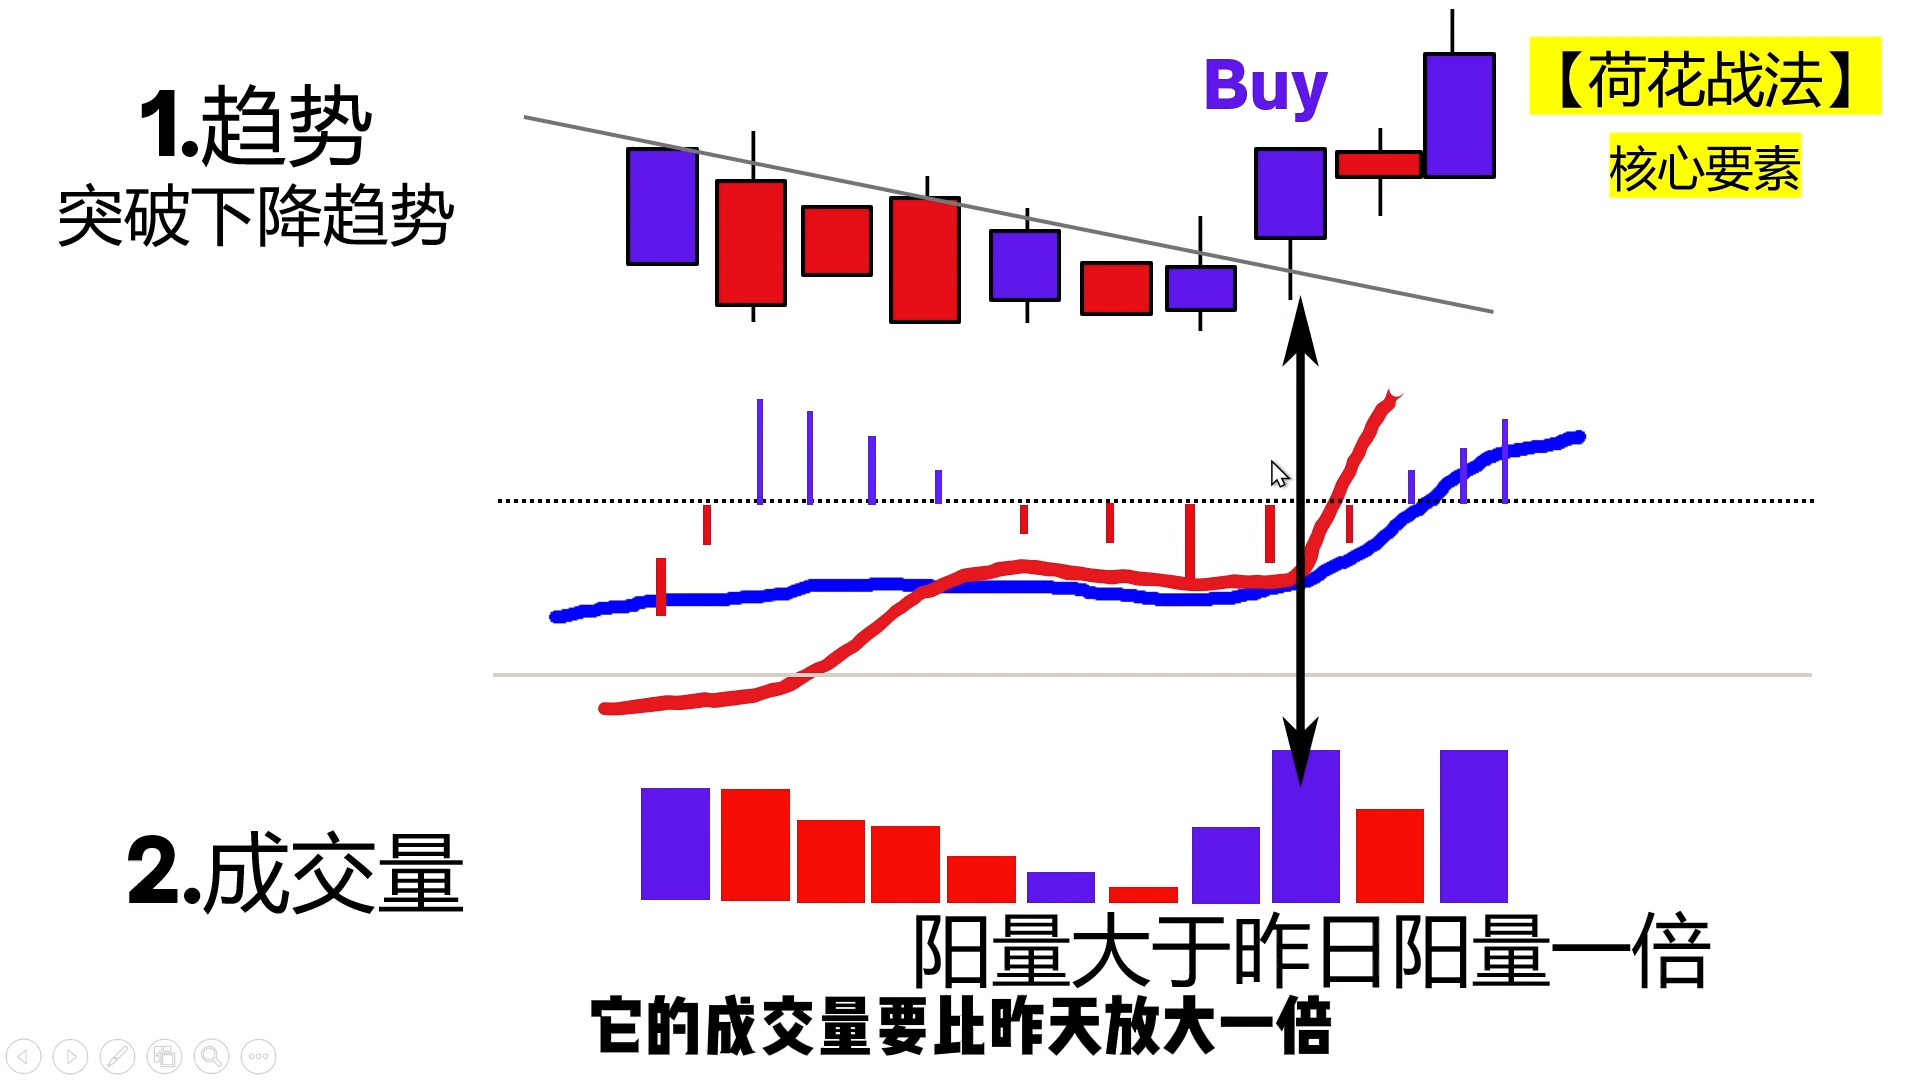 1.趋势
突破下降趋势
Buy
【荷花战法】
核心要素
2.成交量
阳量大于昨日阳量一倍
它的成交量要比昨天放大一倍